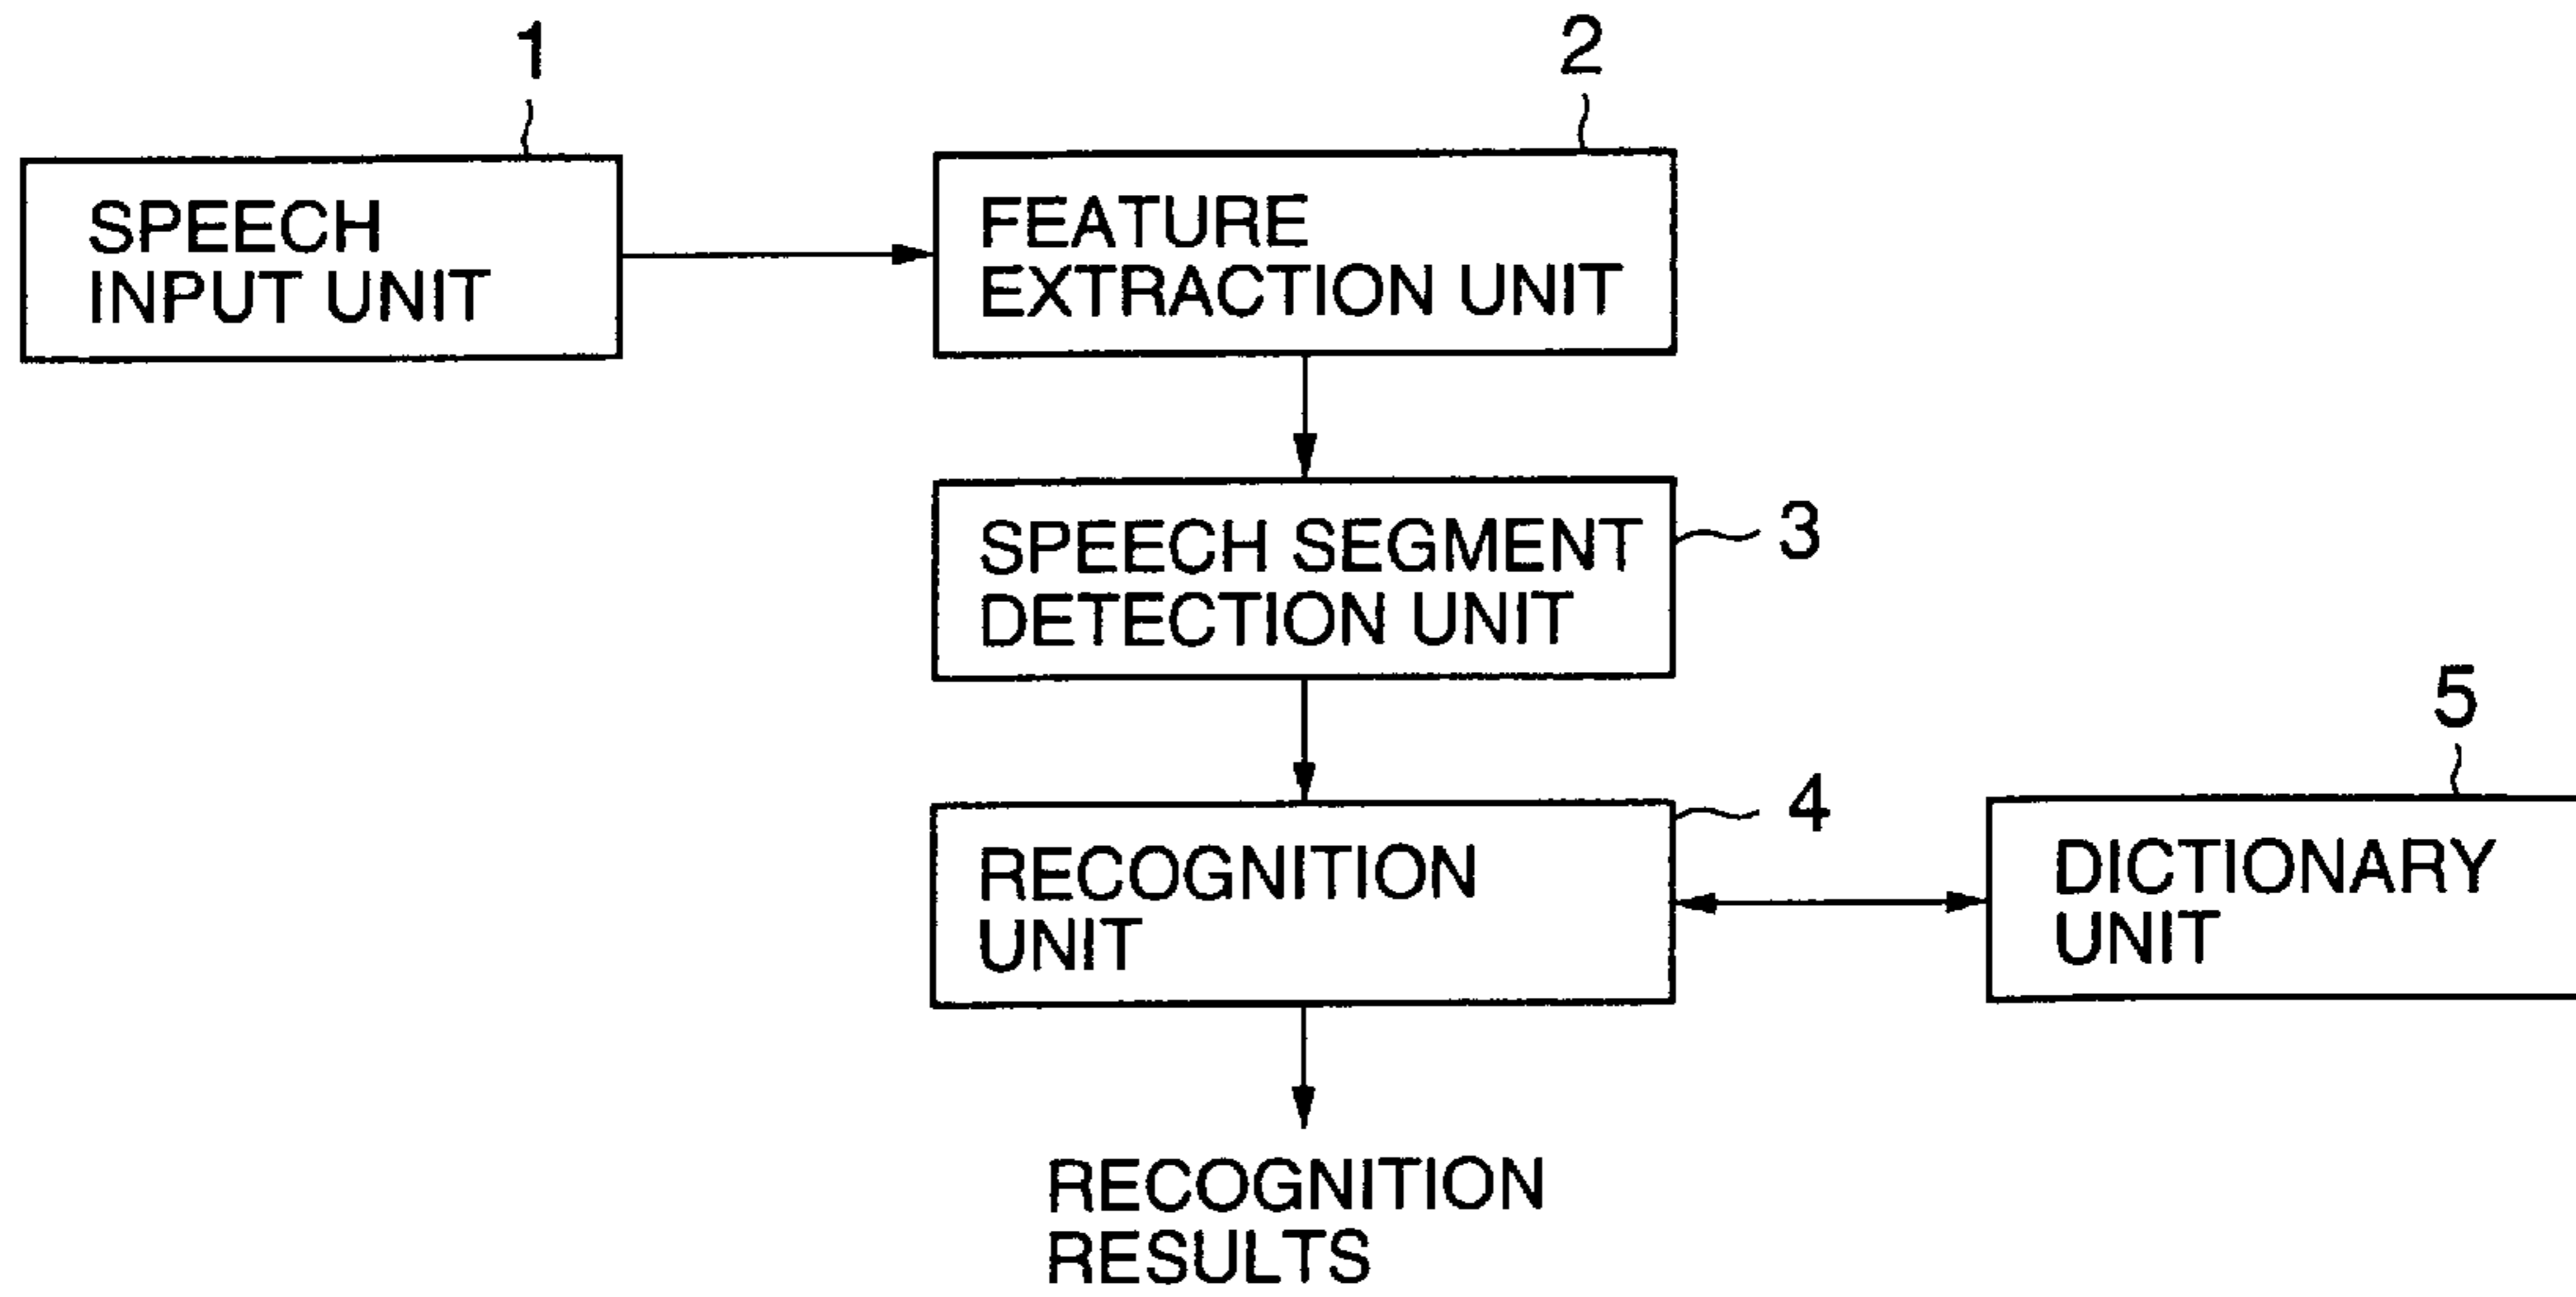 1
2
SPEECH
INPUT UNIT
FEATURE
EXTRACTION UNIT
SPEECH SEGMENT
DETECTION UNIT
3
5
4
RECOGNITION
UNIT
DICTIONARY
UNIT
RECOGNITION
RESULTS